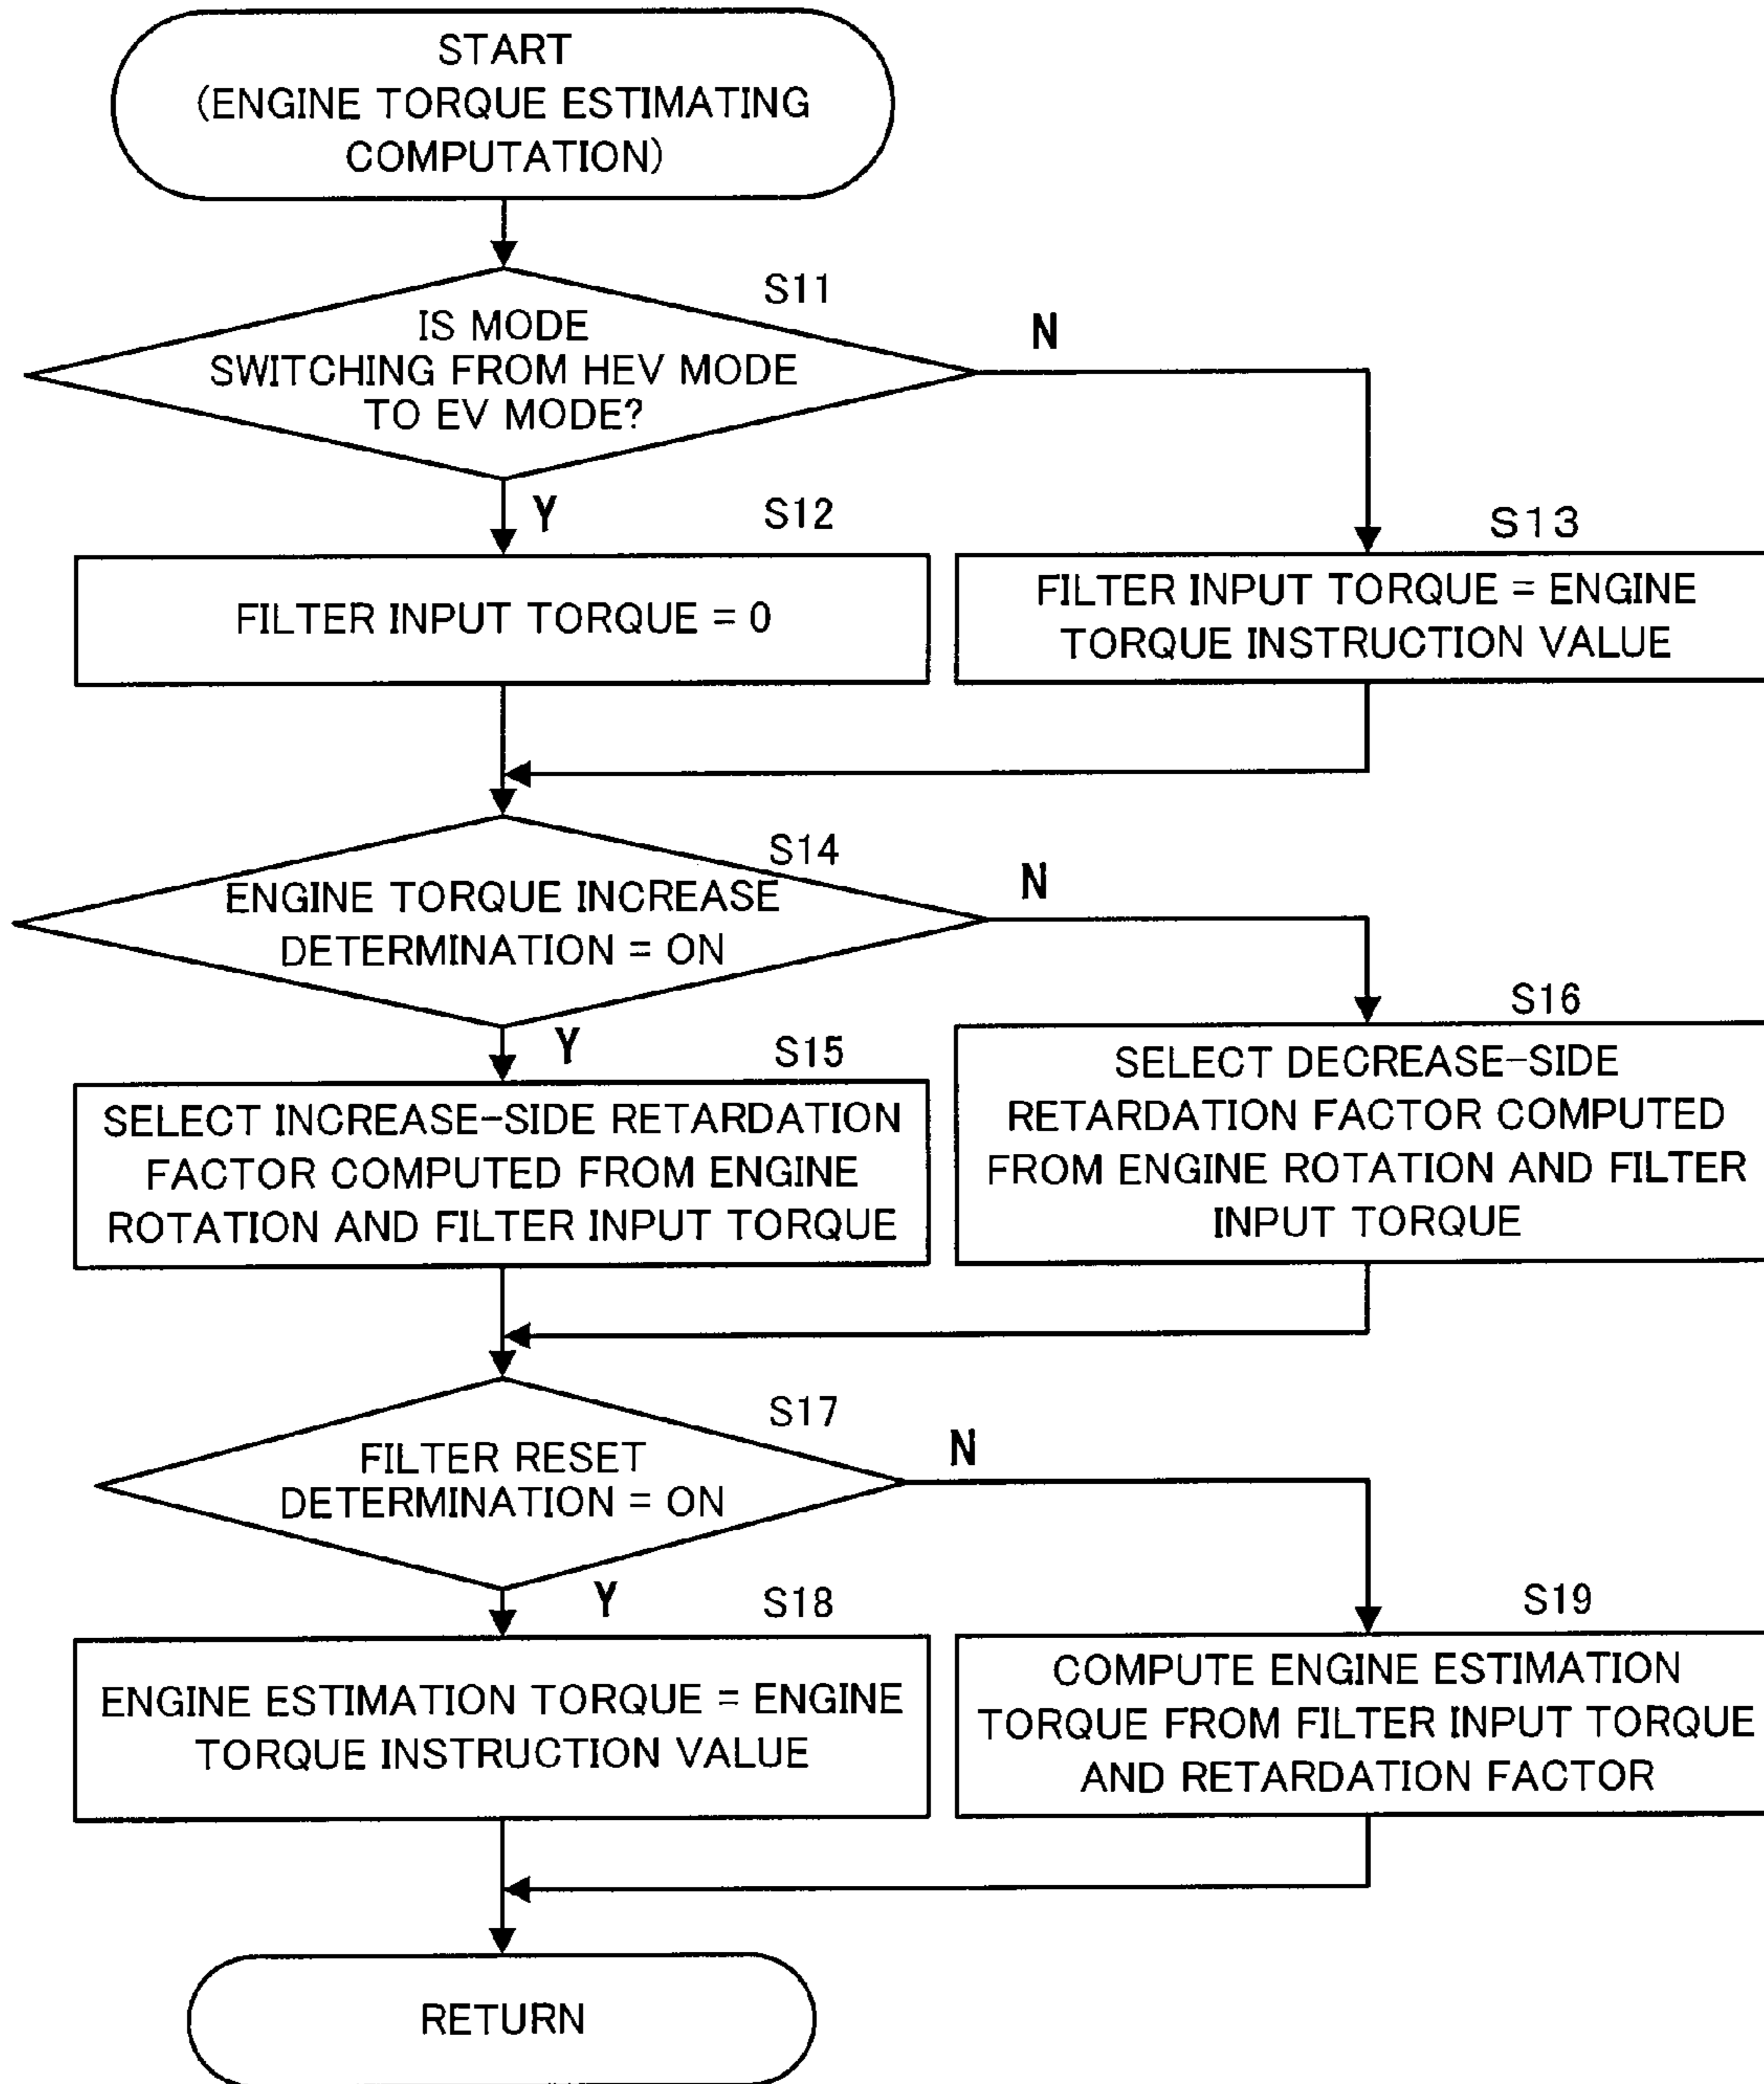 START
(ENGINE TORQUE ESTIMATING
COMPUTATION)
S11
IS MODE
SWITCHING FROM HEV MODE
TO EV MODE?
N
Y
S12
FILTER INPUT TORQUE = 0
S13
FILTER INPUT TORQUE = ENGINE
TORQUE INSTRUCTION VALUE
S14
ENGINE TORQUE INCREASE
DETERMINATION = ON
N
Y
S15
SELECT INCREASE-SIDE RETARDATION
FACTOR COMPUTED FROM ENGINE
ROTATION AND FILTER INPUT TORQUE
S16
SELECT DECREASE-SIDE
RETARDATION FACTOR COMPUTED
FROM ENGINE ROTATION AND FILTER
INPUT TORQUE
S17
FILTER RESET
DETERMINATION = ON
N
Y
S18
ENGINE ESTIMATION TORQUE = ENGINE
TORQUE INSTRUCTION VALUE
S19
COMPUTE ENGINE ESTIMATION
TORQUE FROM FILTER INPUT TORQUE
AND RETARDATION FACTOR
RETURN